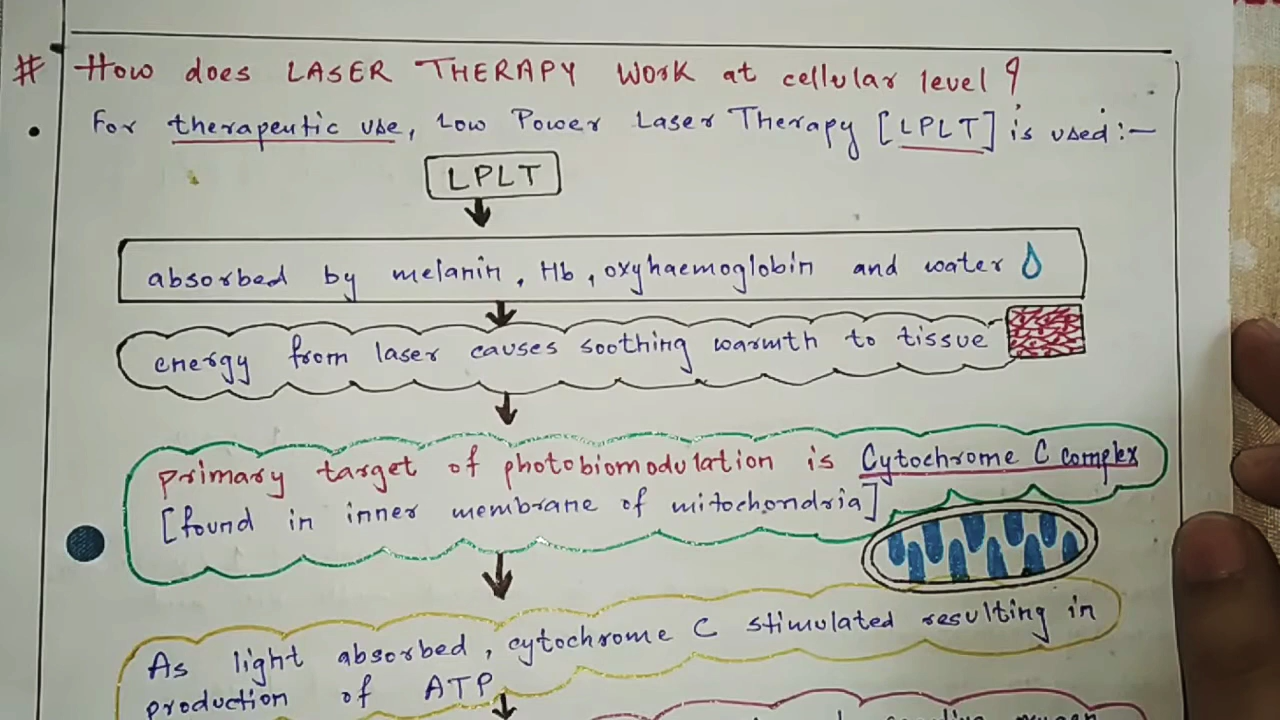 # How does LASER THERAPY WORK at cellular level ?
• For therapeutic use, Low Power Laser Therapy [LPLT] is used :—
LPLT
absorbed by melanin, Hb, oxyhaemoglobin and water
energy from laser causes soothing warmth to tissue
primary target of photobiomodulation is Cytochrome C complex
[found in inner membrane of mitochondria]
As light absorbed, cytochrome C stimulated resulting in
production of ATP